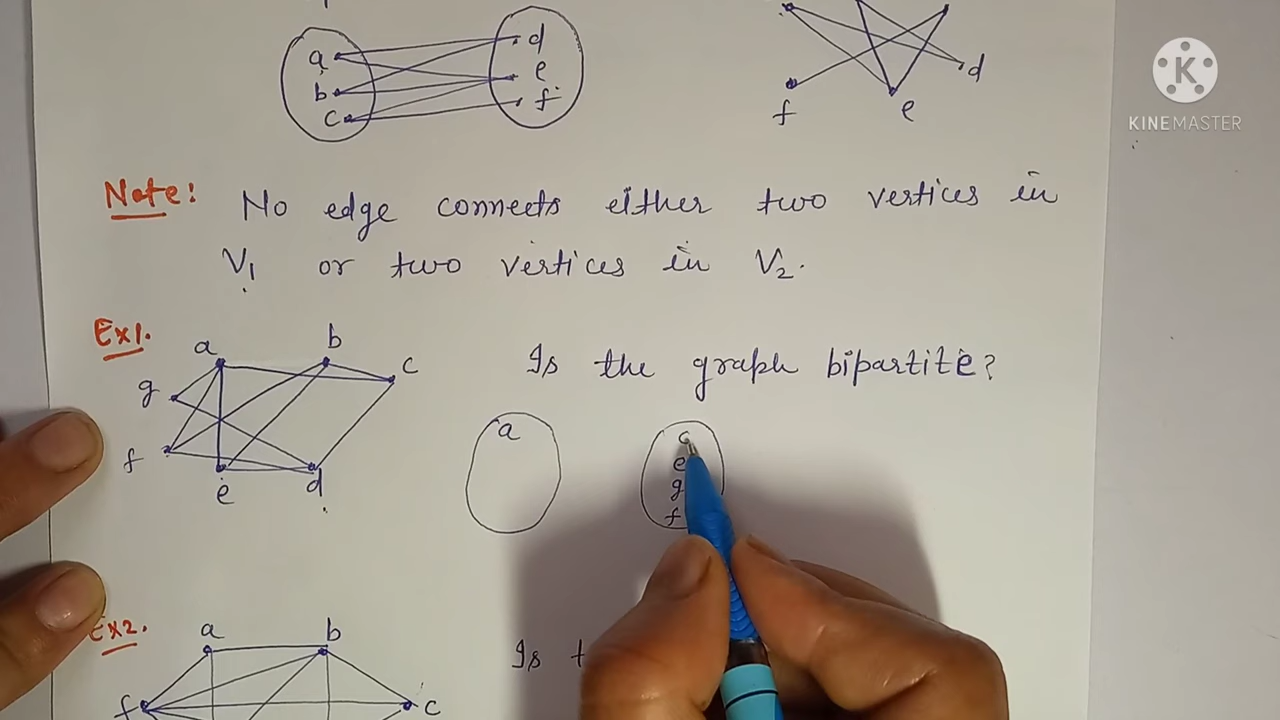 a
b
c
d
e
f
d
f
e
K
KINEMASTER
Note: No edge connects either two vertices in
V1 or two vertices in V2.
Ex1.
a
b
c
g
f
e
d
Is the graph bipartite?
a
c
e
g
f
Ex2.
a
b
f
c
Is t